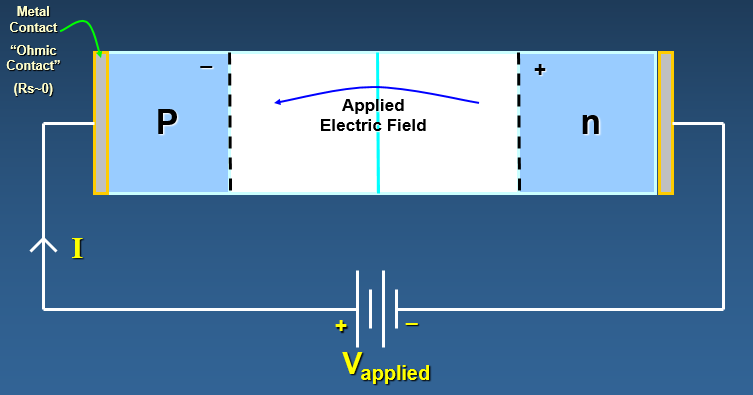 Metal
Contact
“Ohmic
Contact”
(Rs~0)
– +
P
Applied
Electric Field
n
I
+ –
Vapplied